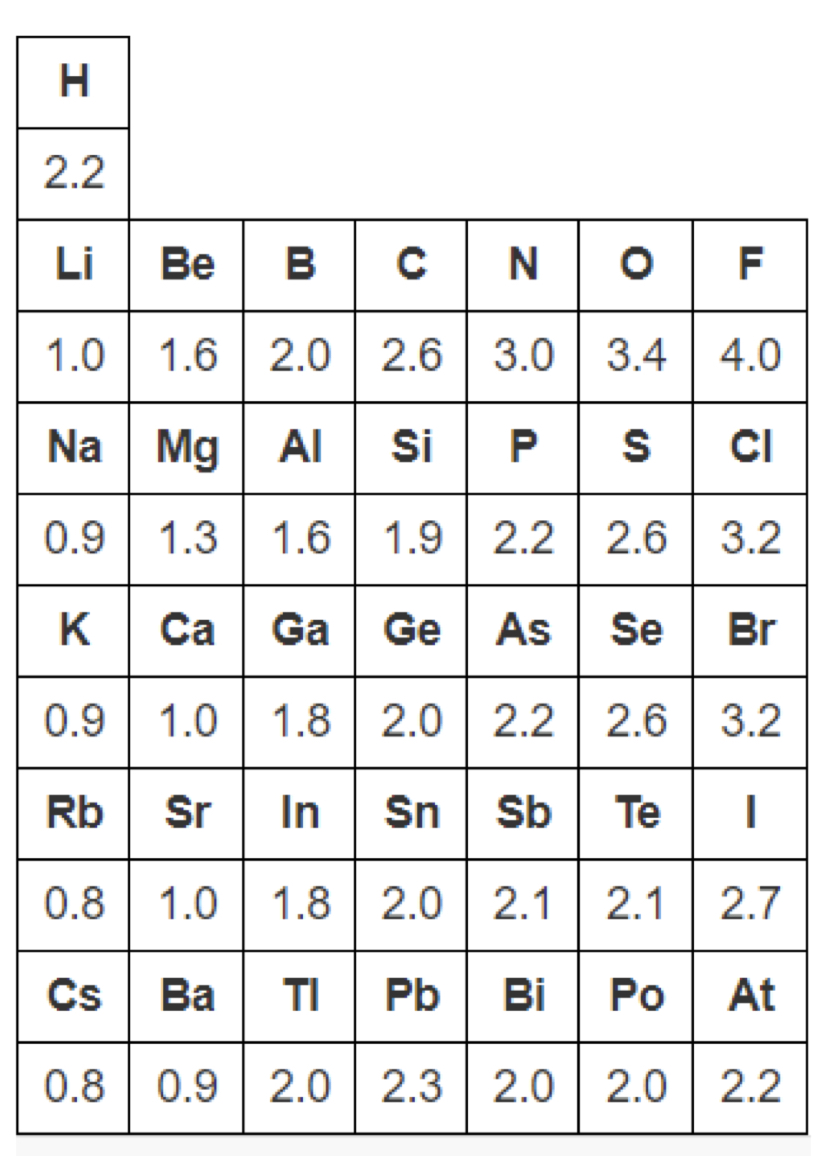 H
2.2
Li Be B C N O F
1.0 1.6 2.0 2.6 3.0 3.4 4.0
Na Mg Al Si P S Cl
0.9 1.3 1.6 1.9 2.2 2.6 3.2
K Ca Ga Ge As Se Br
0.9 1.0 1.8 2.0 2.2 2.6 3.2
Rb Sr In Sn Sb Te I
0.8 1.0 1.8 2.0 2.1 2.1 2.7
Cs Ba Tl Pb Bi Po At
0.8 0.9 2.0 2.3 2.0 2.0 2.2